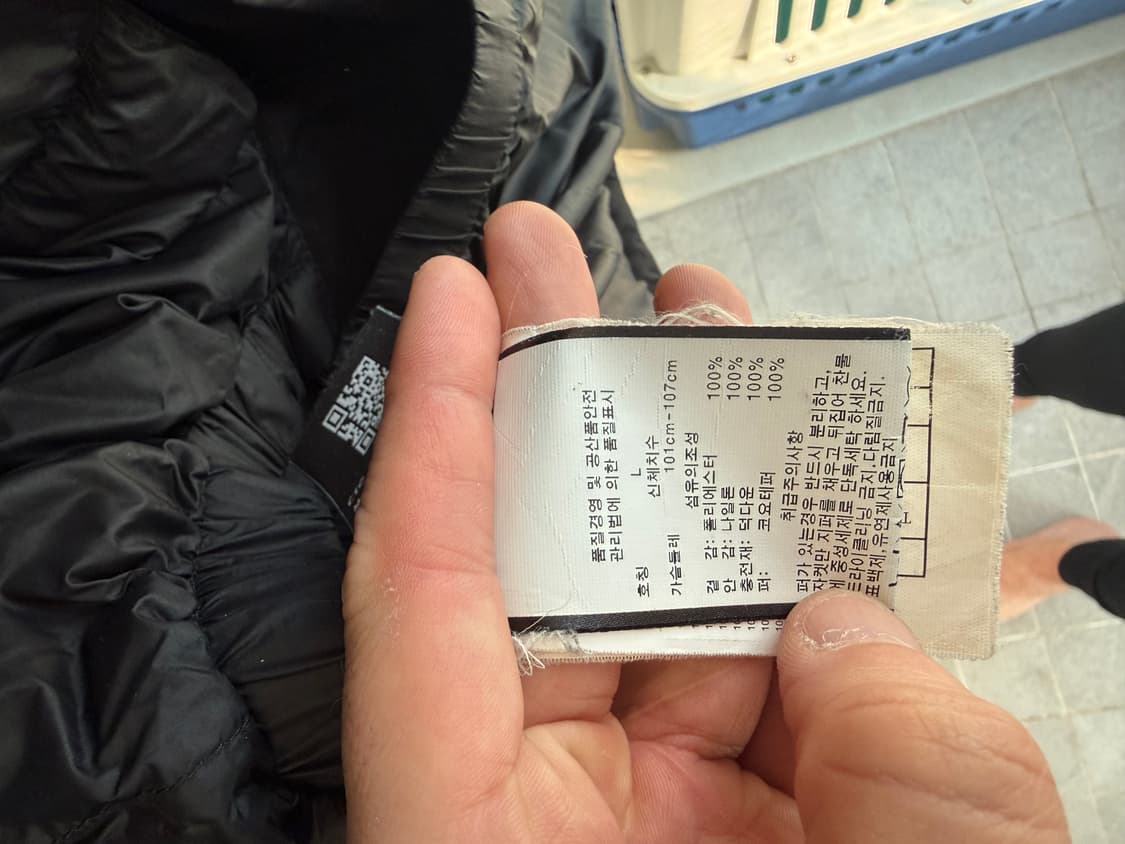 품질경영 및 공산품안전
관리법에 의한 품질표시
호칭 L
신체치수
가슴둘레 101cm-107cm
섬유의조성
겉 감: 폴리에스터 100%
안 감: 나일론 100%
충전재: 덕다운 100%
퍼: 코요테퍼 100%
취급주의사항
퍼가 있는경우 반드시 분리하고,
자켓만 지퍼를 채우고 뒤집어 찬물
에 중성세제로 단독세탁 하세요.
드라이클리닝 금지.다림질금지.
표백제,유연제사용금지